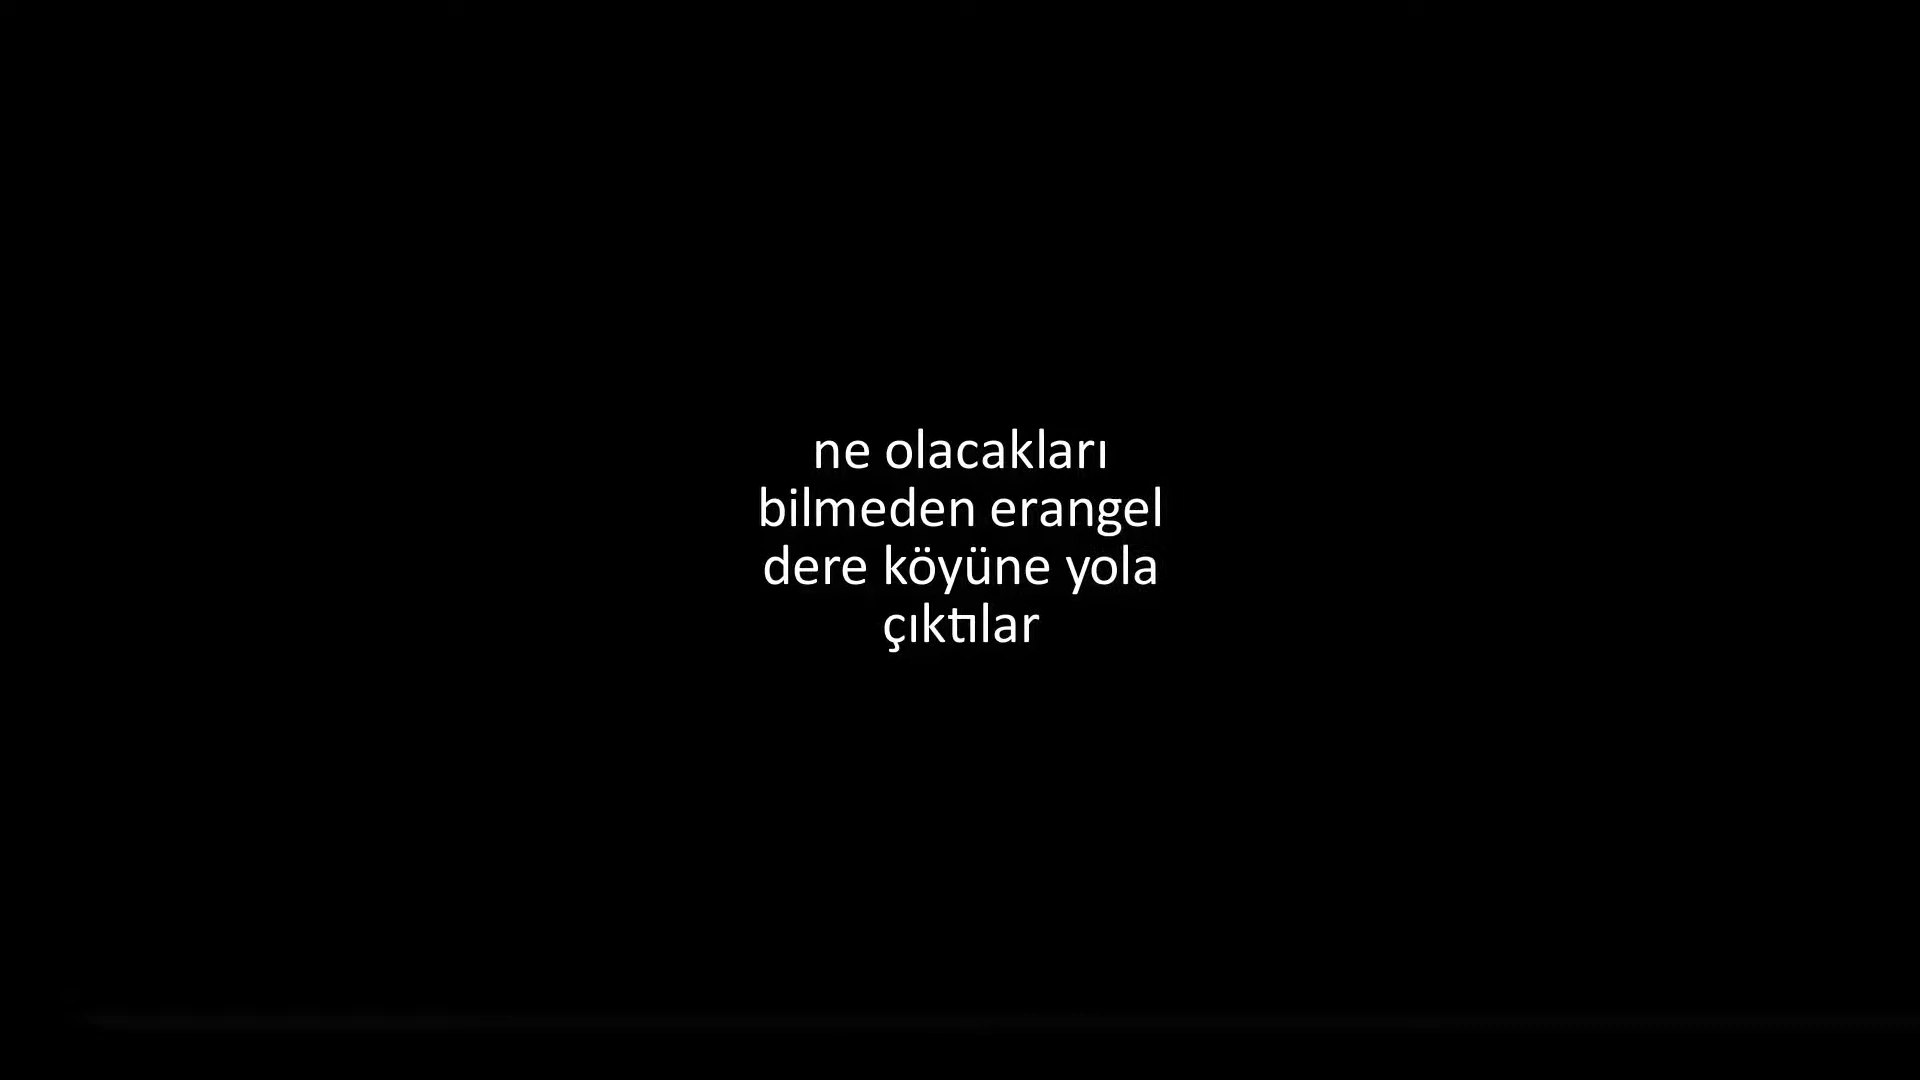 ne olacakları
bilmeden erangel
dere köyüne yola
çıktılar